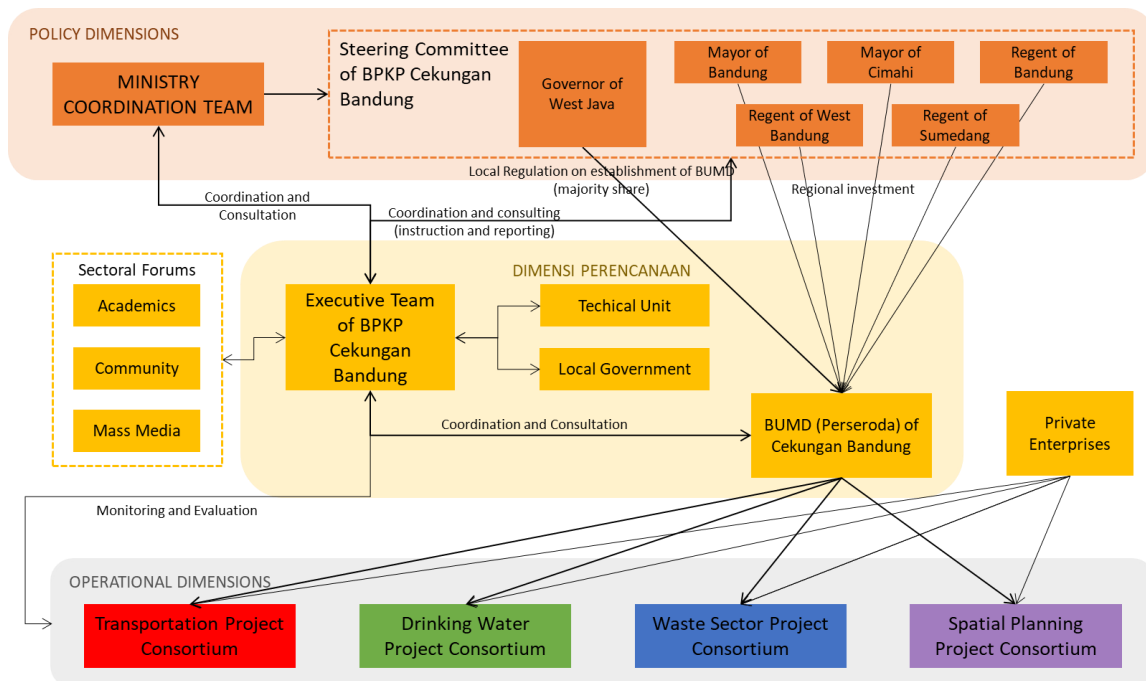 POLICY DIMENSIONS
MINISTRY
COORDINATION TEAM
Steering Committee
of BPKP Cekungan
Bandung
Governor of
West Java
Mayor of
Bandung
Mayor of
Cimahi
Regent of
Bandung
Regent of West
Bandung
Regent of
Sumedang
Local Regulation on establishment of BUMD
(majority share)
Regional investment
Coordination and
Consultation
Coordination and consulting
(instruction and reporting)
Sectoral Forums
Academics
Community
Mass Media
DIMENSI PERENCANAAN
Executive Team
of BPKP
Cekungan
Bandung
Techical Unit
Local Government
Coordination and Consultation
BUMD (Perseroda) of
Cekungan Bandung
Private
Enterprises
Monitoring and Evaluation
OPERATIONAL DIMENSIONS
Transportation Project
Consortium
Drinking Water
Project Consortium
Waste Sector Project
Consortium
Spatial Planning
Project Consortium